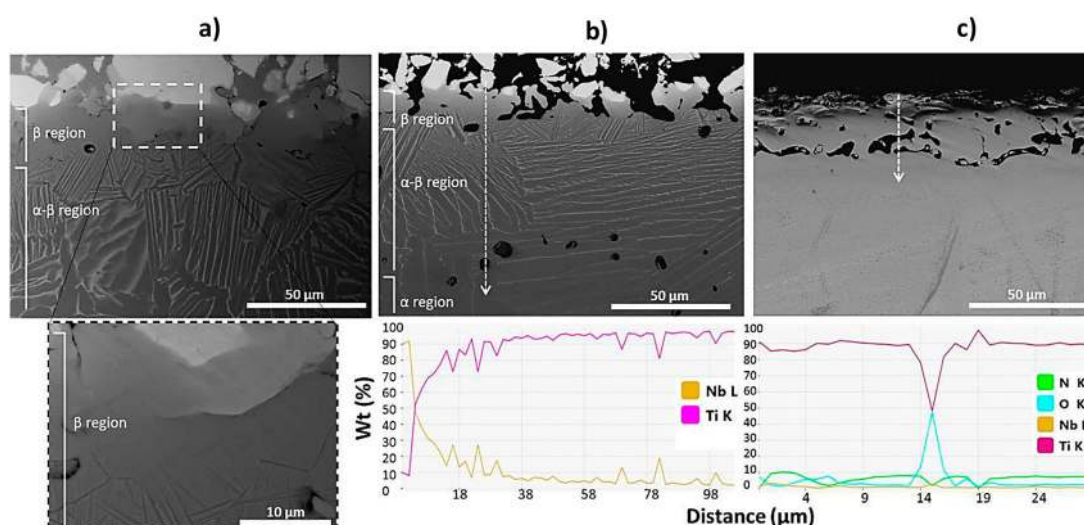 a)
b)
c)
β region
α-β region
50 µm
β region
α-β region
α region
50 µm
50 µm
β region
10 µm
Wt (%)
100
90
80
70
60
50
40
30
20
10
Nb L
Ti K
18
38
58
78
98
100
90
80
70
60
50
40
30
20
10
N K
O K
Nb L
Ti K
4
9
14
19
24
Distance (µm)